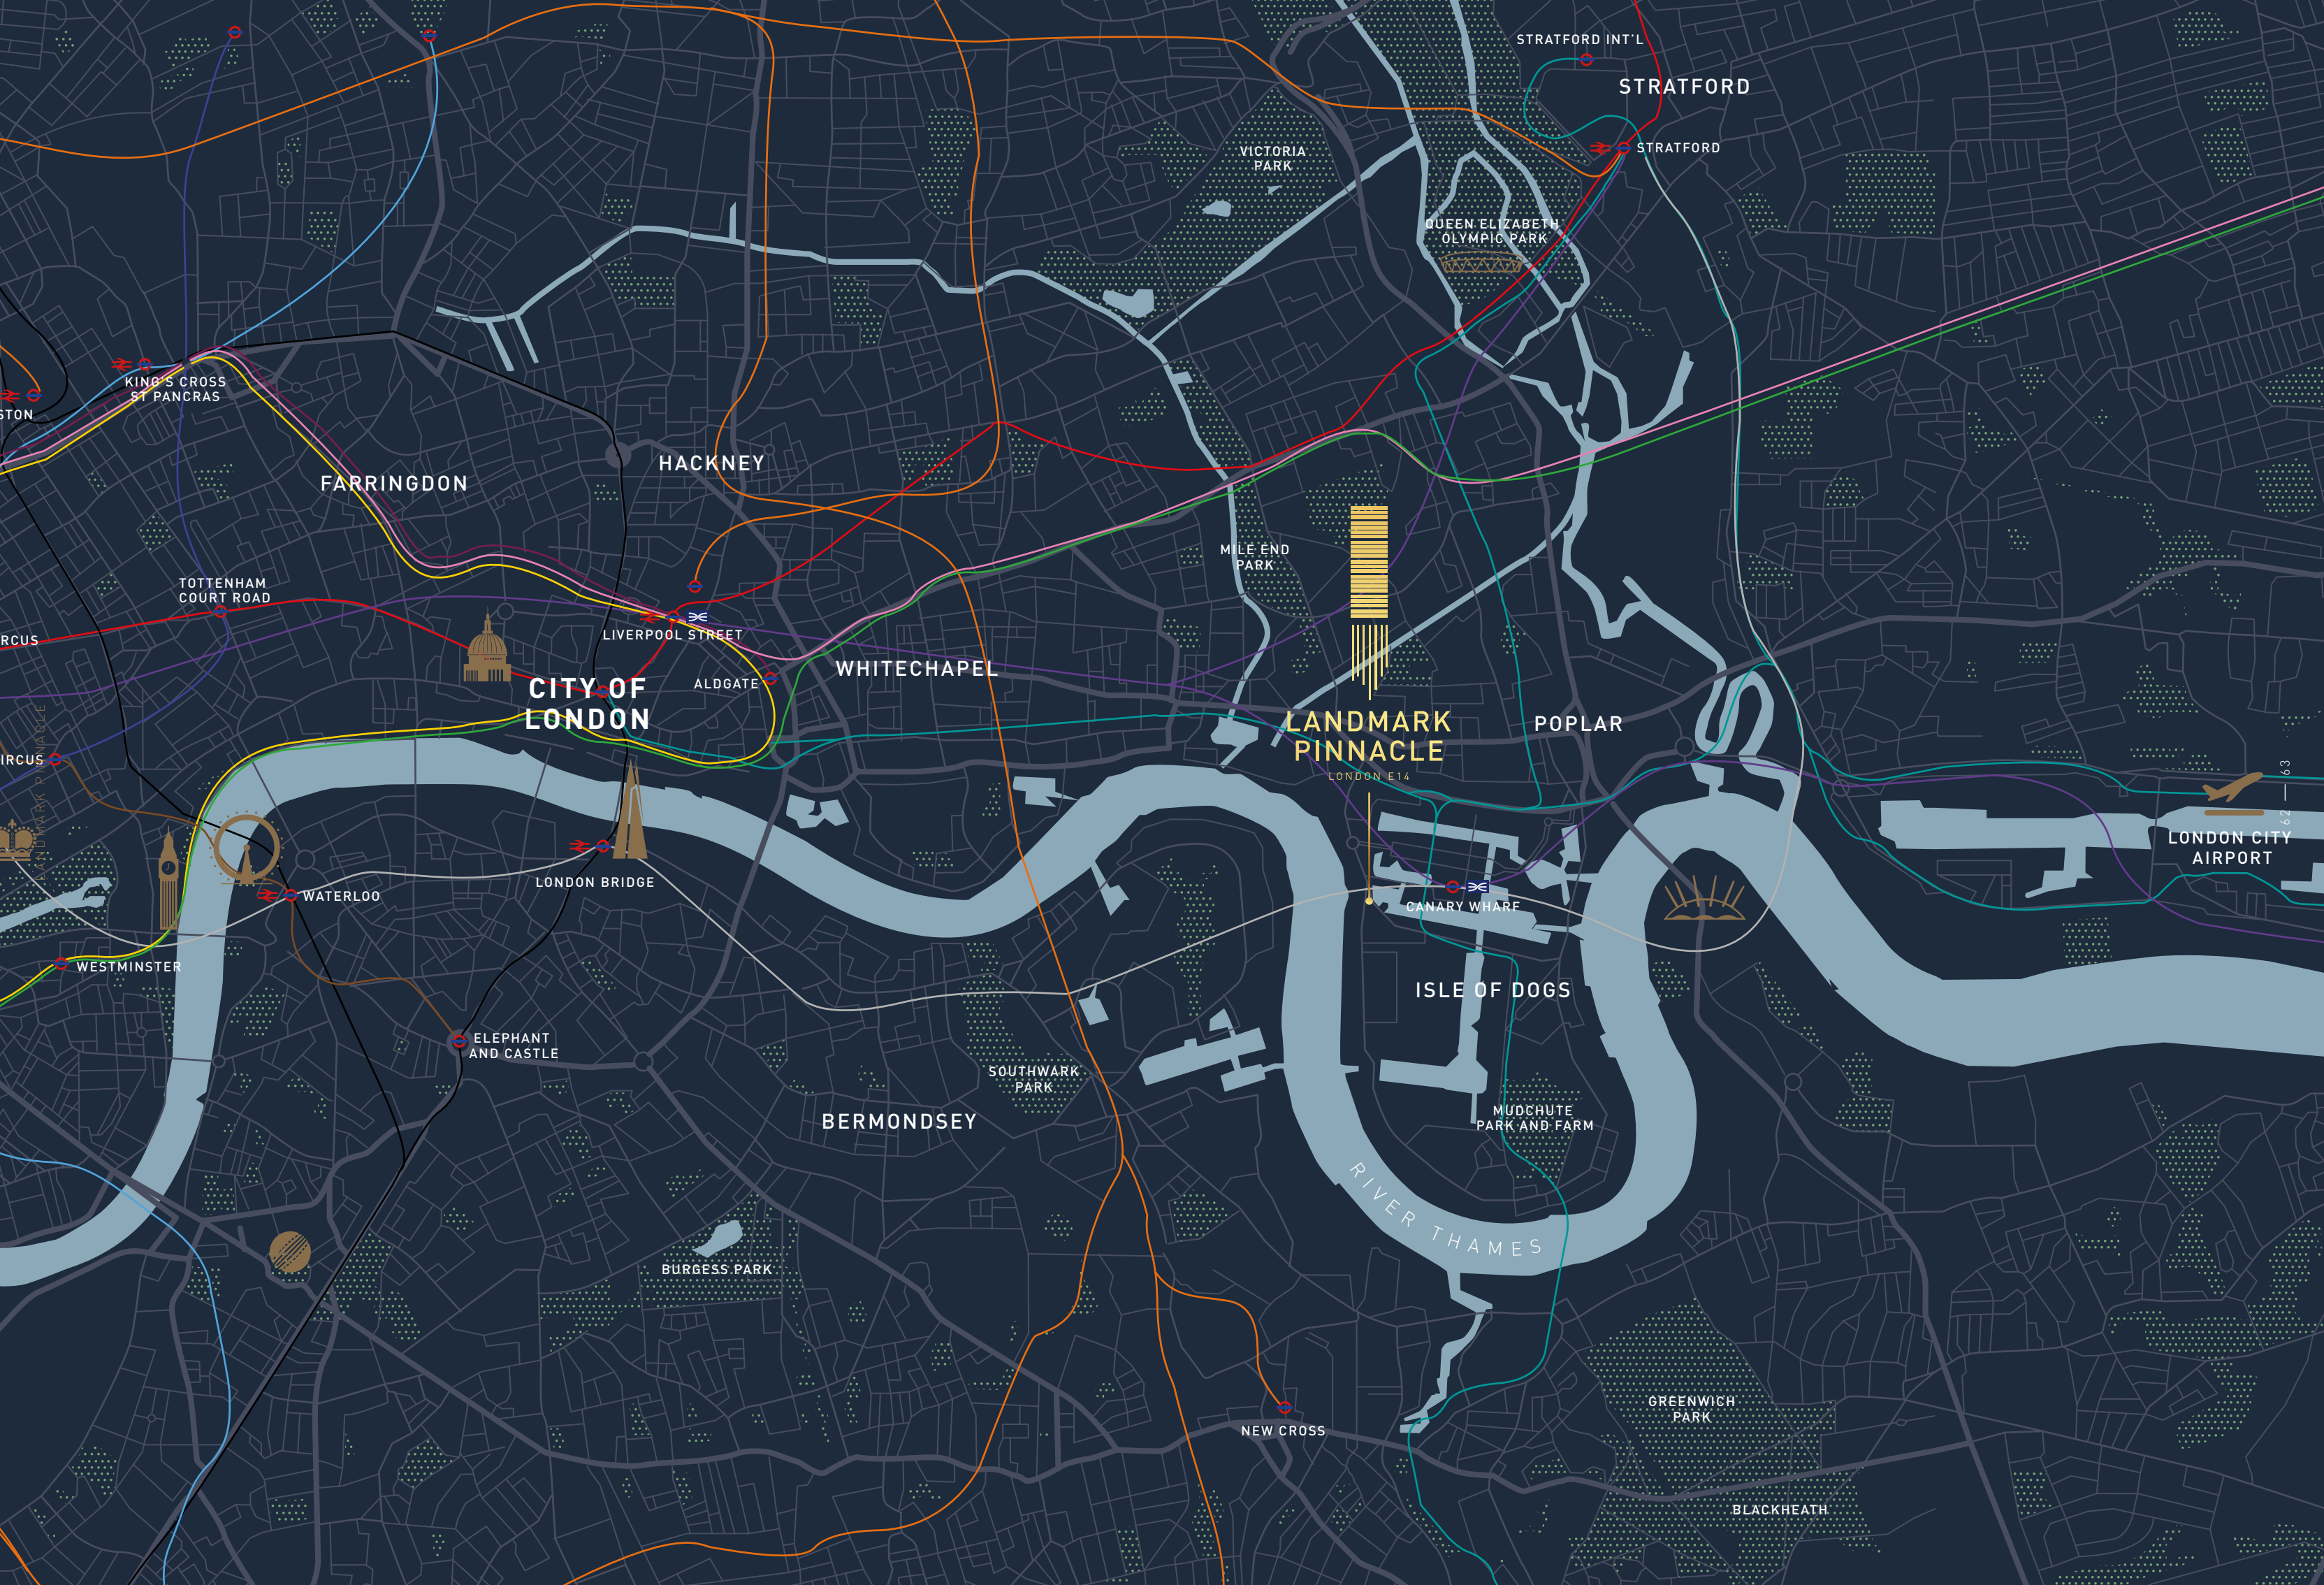 STRATFORD INT'L
STRATFORD
STRATFORD
VICTORIA
PARK
QUEEN ELIZABETH
OLYMPIC PARK
KING'S CROSS
ST PANCRAS
STON
HACKNEY
FARRINGDON
MILE END
PARK
TOTTENHAM
COURT ROAD
RCUS
LIVERPOOL STREET
WHITECHAPEL
ALDGATE
CITY OF
LONDON
LANDMARK
PINNACLE
LONDON E14
POPLAR
IRCUS
LANDMARK PINNACLE
62 — 63
LONDON CITY
AIRPORT
LONDON BRIDGE
WATERLOO
CANARY WHARF
WESTMINSTER
ISLE OF DOGS
ELEPHANT
AND CASTLE
SOUTHWARK
PARK
BERMONDSEY
MUDCHUTE
PARK AND FARM
RIVER THAMES
BURGESS PARK
GREENWICH
PARK
NEW CROSS
BLACKHEATH